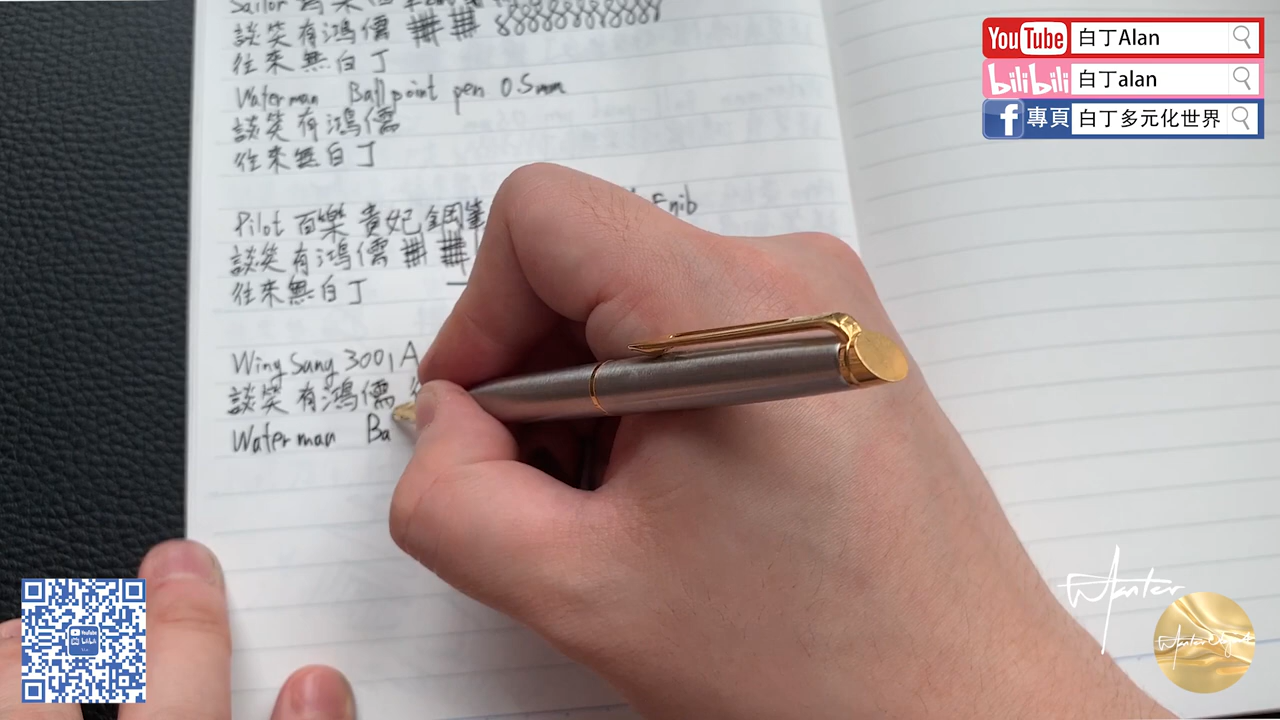 Sailor
談笑有鴻儒
往來無白丁
Waterman Ballpoint pen 0.5mm
談笑有鴻儒
往來無白丁
Pilot 百樂 貴妃 鋼筆 Fnib
談笑有鴻儒
往來無白丁
Wing Sung 3001A
談笑有鴻儒
Waterman Ba
YouTube 白丁Alan
bilibili 白丁alan
f 專頁 白丁多元化世界